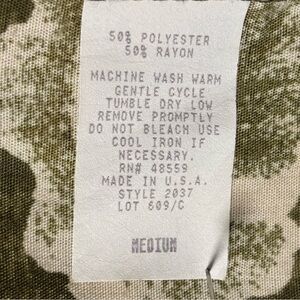 50% POLYESTER
50% RAYON
MACHINE WASH WARM
GENTLE CYCLE
TUMBLE DRY LOW
REMOVE PROMPTLY
DO NOT BLEACH USE
COOL IRON IF
NECESSARY.
RN# 48559
MADE IN U.S.A.
STYLE 2037
LOT 609/C
MEDIUM